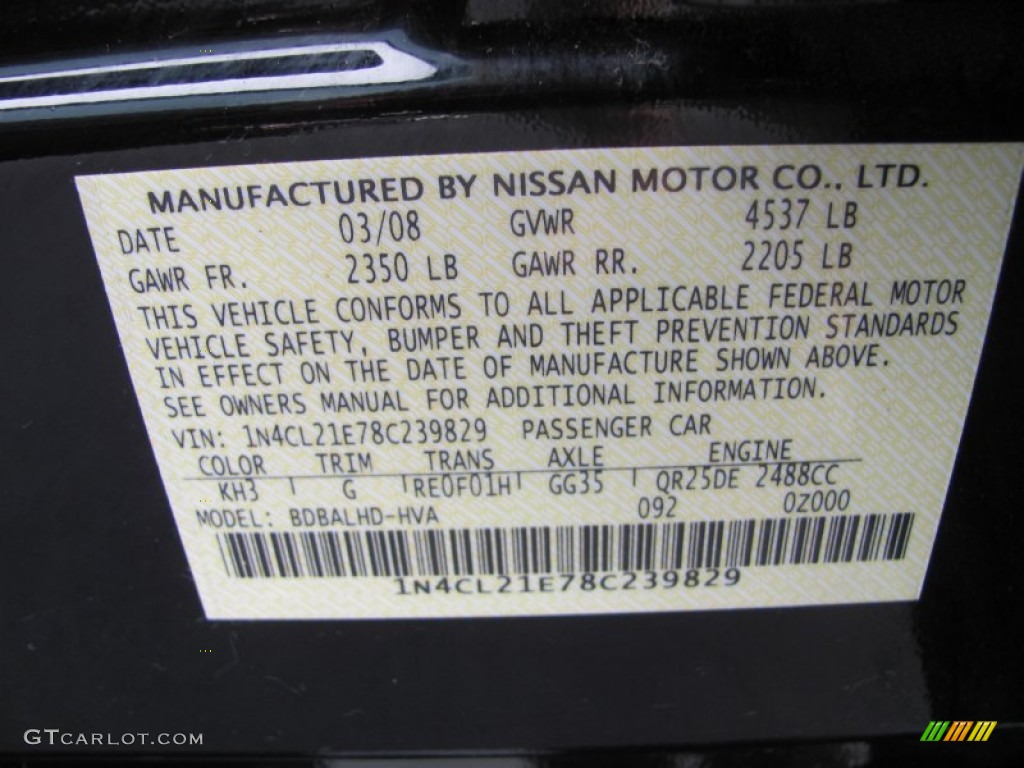 MANUFACTURED BY NISSAN MOTOR CO., LTD.
DATE 03/08 GVWR 4537 LB
GAWR FR. 2350 LB GAWR RR. 2205 LB
THIS VEHICLE CONFORMS TO ALL APPLICABLE FEDERAL MOTOR
VEHICLE SAFETY, BUMPER AND THEFT PREVENTION STANDARDS
IN EFFECT ON THE DATE OF MANUFACTURE SHOWN ABOVE.
SEE OWNERS MANUAL FOR ADDITIONAL INFORMATION.
VIN: 1N4CL21E78C239829 PASSENGER CAR
COLOR TRIM TRANS AXLE ENGINE
KH3 G RE0F01H GG35 QR25DE 2488CC
MODEL: BDBALHD-HVA 092 0Z000
1N4CL21E78C239829
GTCARLOT.COM